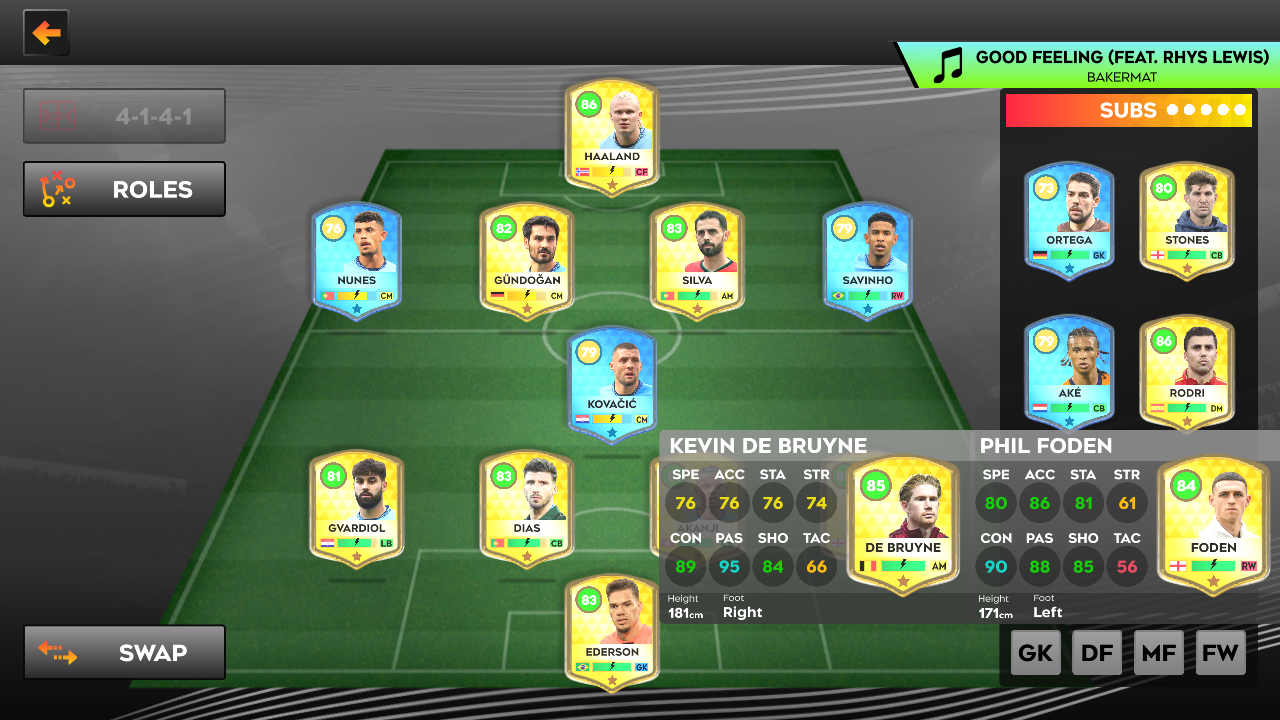 GOOD FEELING (FEAT. RHYS LEWIS)
BAKERMAT
4-1-4-1
ROLES
SUBS
86
HAALAND
CF
76
NUNES
CM
82
GÜNDOĞAN
CM
83
SILVA
AM
79
SAVINHO
RW
79
KOVAČIĆ
CM
81
GVARDIOL
LB
83
DIAS
CB
AKANJI
83
EDERSON
GK
73
ORTEGA
GK
80
STONES
CB
79
AKÉ
CB
86
RODRI
DM
KEVIN DE BRUYNE
SPE ACC STA STR
76 76 76 74
CON PAS SHO TAC
89 95 84 66
Height Foot
181cm Right
85
DE BRUYNE
AM
PHIL FODEN
SPE ACC STA STR
80 86 81 61
CON PAS SHO TAC
90 88 85 56
Height Foot
171cm Left
84
FODEN
RW
SWAP
GK DF MF FW